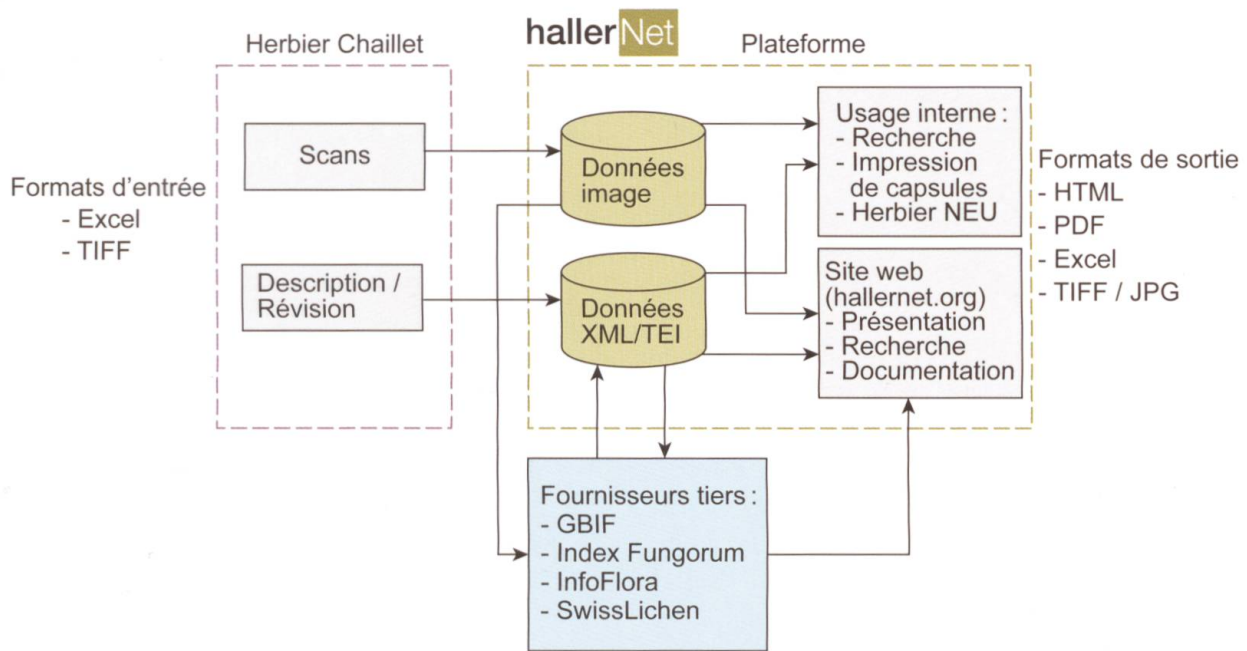 hallerNet
Herbier Chaillet
Plateforme
Formats d'entrée
- Excel
- TIFF
Scans
Description /
Révision
Données
image
Données
XML/TEI
Usage interne :
- Recherche
- Impression
de capsules
- Herbier NEU
Site web
(hallernet.org)
- Présentation
- Recherche
- Documentation
Formats de sortie
- HTML
- PDF
- Excel
- TIFF / JPG
Fournisseurs tiers :
- GBIF
- Index Fungorum
- InfoFlora
- SwissLichen